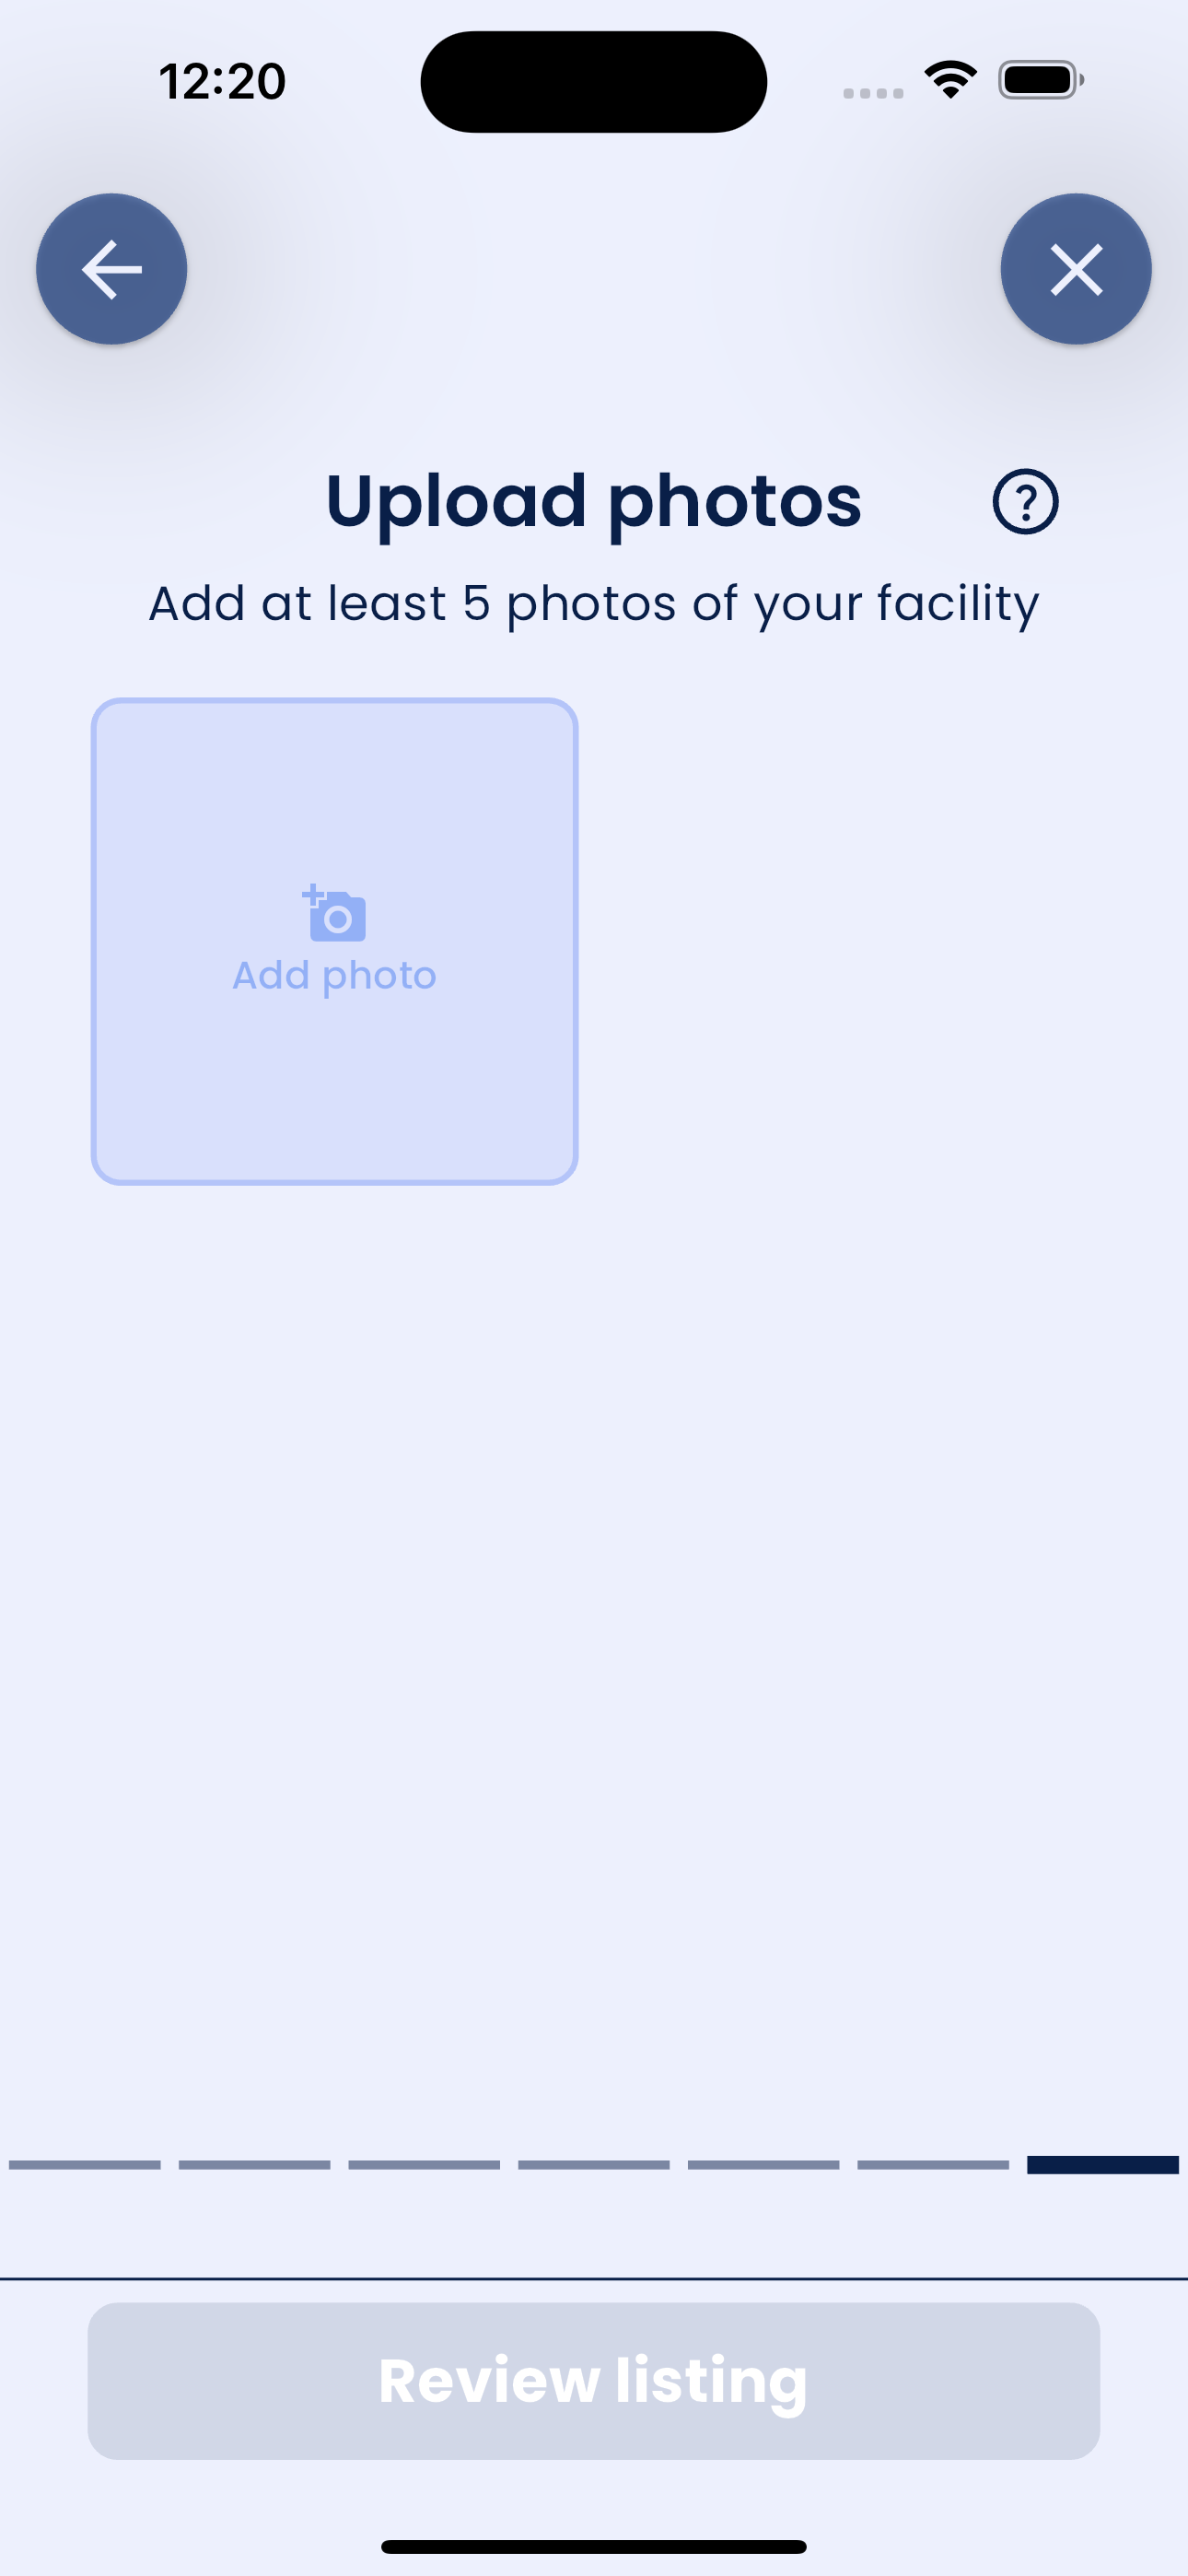 12:20
Upload photos
?
Add at least 5 photos of your facility
Add photo
Review listing